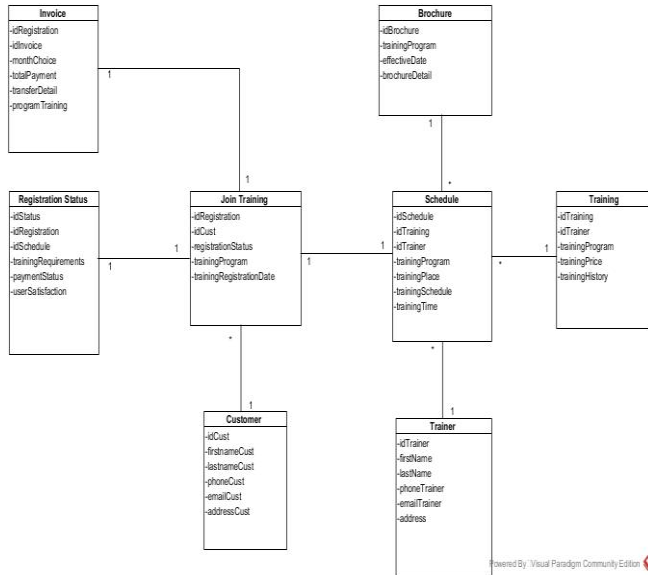 Invoice
-idRegistration
-idInvoice
-monthChoice
-totalPayment
-transferDetail
-programTraining
1
1
Brochure
-idBrochure
-trainingProgram
-effectiveDate
-brochureDetail
1
*
Registration Status
-idStatus
-idRegistration
-idSchedule
-trainingRequirements
-paymentStatus
-userSatisfaction
1
1
Join Training
-idRegistration
-idCust
-registrationStatus
-trainingProgram
-trainingRegistrationDate
1
1
Schedule
-idSchedule
-idTraining
-idTrainer
-trainingProgram
-trainingPlace
-trainingSchedule
-trainingTime
*
1
Training
-idTraining
-idTrainer
-trainingProgram
-trainingPrice
-trainingHistory
*
1
Customer
-idCust
-firstnameCust
-lastnameCust
-phoneCust
-emailCust
-addressCust
*
1
Trainer
-idTrainer
-firstName
-lastName
-phoneTrainer
-emailTrainer
-address
Powered By Visual Paradigm Community Edition